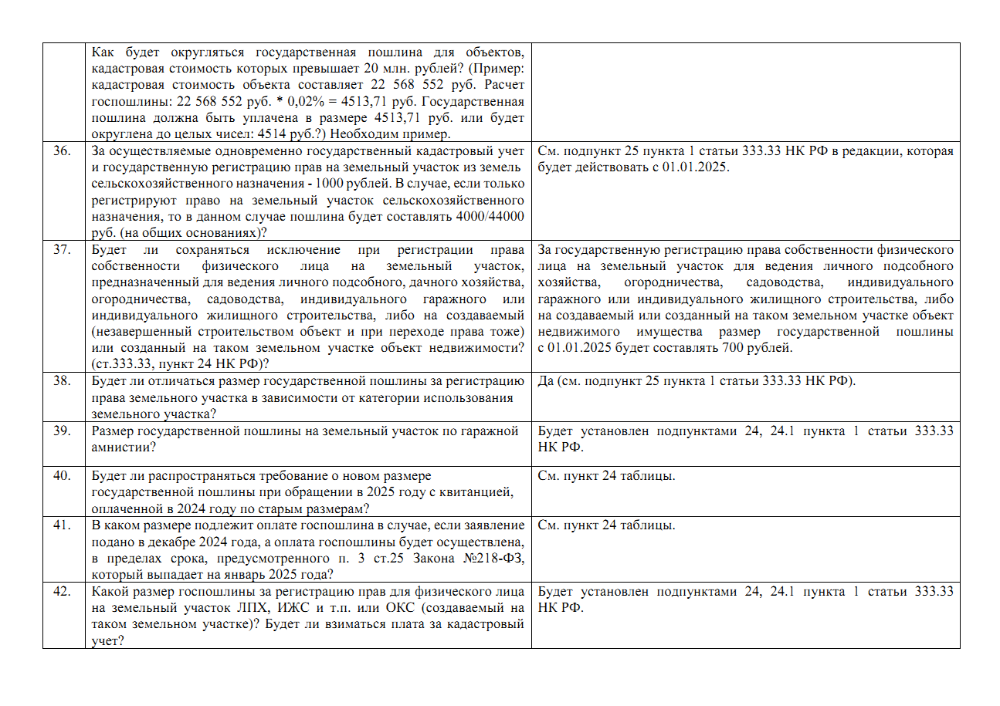 Как будет округляться государственная пошлина для объектов,
кадастровая стоимость которых превышает 20 млн. рублей? (Пример:
кадастровая стоимость объекта составляет 22 568 552 руб. Расчет
госпошлины: 22 568 552 руб. * 0,02% = 4513,71 руб. Государственная
пошлина должна быть уплачена в размере 4513,71 руб. или будет
округлена до целых чисел: 4514 руб.?) Необходим пример.
36.
За осуществляемые одновременно государственный кадастровый учет
и государственную регистрацию прав на земельный участок из земель
сельскохозяйственного назначения - 1000 рублей. В случае, если только
регистрируют право на земельный участок сельскохозяйственного
назначения, то в данном случае пошлина будет составлять 4000/44000
руб. (на общих основаниях)?
См. подпункт 25 пункта 1 статьи 333.33 НК РФ в редакции, которая
будет действовать с 01.01.2025.
37.
Будет ли сохраняться исключение при регистрации права
собственности физического лица на земельный участок,
предназначенный для ведения личного подсобного, дачного хозяйства,
огородничества, садоводства, индивидуального гаражного или
индивидуального жилищного строительства, либо на создаваемый
(незавершенный строительством объект и при переходе права тоже)
или созданный на таком земельном участке объект недвижимости?
(ст.333.33, пункт 24 НК РФ)?
За государственную регистрацию права собственности физического
лица на земельный участок для ведения личного подсобного
хозяйства, огородничества, садоводства, индивидуального
гаражного или индивидуального жилищного строительства, либо
на создаваемый или созданный на таком земельном участке объект
недвижимого имущества размер государственной пошлины
с 01.01.2025 будет составлять 700 рублей.
38.
Будет ли отличаться размер государственной пошлины за регистрацию
права земельного участка в зависимости от категории использования
земельного участка?
Да (см. подпункт 25 пункта 1 статьи 333.33 НК РФ).
39.
Размер государственной пошлины на земельный участок по гаражной
амнистии?
Будет установлен подпунктами 24, 24.1 пункта 1 статьи 333.33
НК РФ.
40.
Будет ли распространяться требование о новом размере
государственной пошлины при обращении в 2025 году с квитанцией,
оплаченной в 2024 году по старым размерам?
См. пункт 24 таблицы.
41.
В каком размере подлежит оплате госпошлина в случае, если заявление
подано в декабре 2024 года, а оплата госпошлины будет осуществлена,
в пределах срока, предусмотренного п. 3 ст.25 Закона №218-ФЗ,
который выпадает на январь 2025 года?
См. пункт 24 таблицы.
42.
Какой размер госпошлины за регистрацию прав для физического лица
на земельный участок ЛПХ, ИЖС и т.п. или ОКС (создаваемый на
таком земельном участке)? Будет ли взиматься плата за кадастровый
учет?
Будет установлен подпунктами 24, 24.1 пункта 1 статьи 333.33
НК РФ.